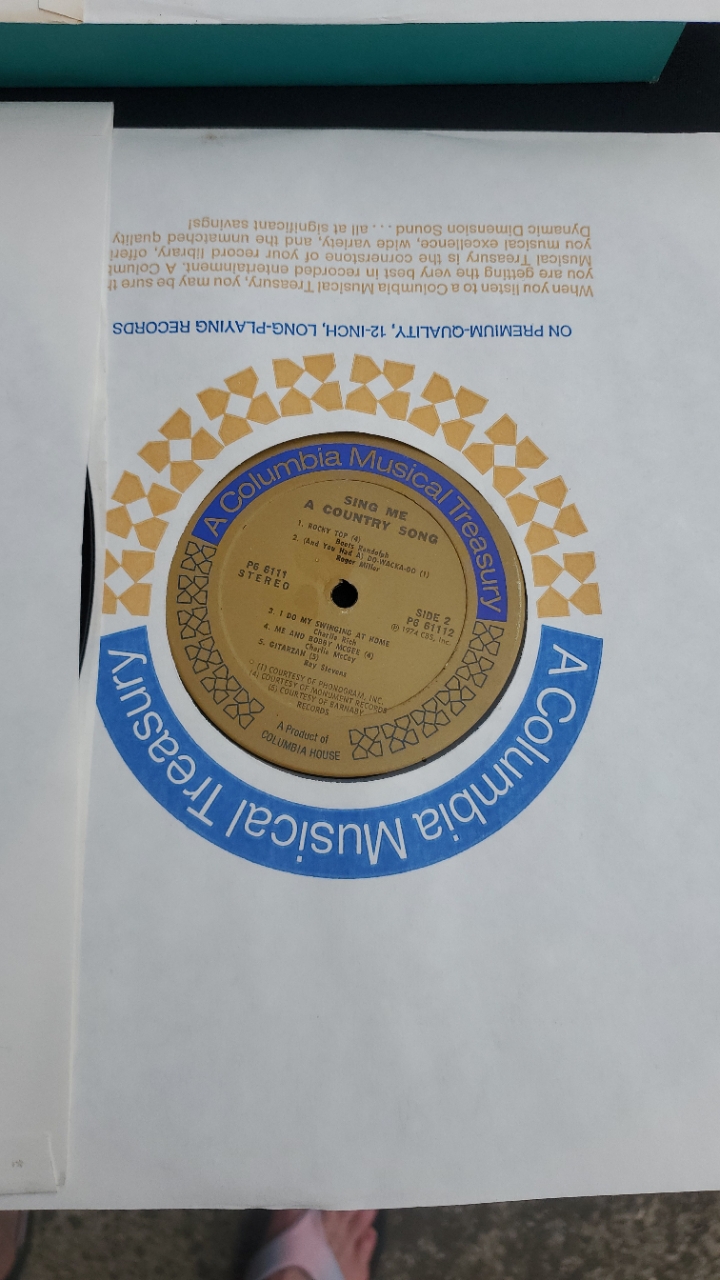 Dynamic Dimension Sound . . . all at significant savings!
you musical excellence, wide variety, and the unmatched quality
Musical Treasury is the cornerstone of your record library, offeri
you are getting the very best in recorded entertainment. A Columb
When you listen to a Columbia Musical Treasury, you may be sure th
ON PREMIUM-QUALITY, 12-INCH, LONG-PLAYING RECORDS
A Columbia Musical Treasury
SING ME
A COUNTRY SONG
1. ROCKY TOP (4)
Boots Randolph
2. (And You Had A) DO-WACKA-DO (1)
Roger Miller
PG 6111
STEREO
SIDE 2
PG 61112
℗ 1974 CBS, Inc.
3. I DO MY SWINGING AT HOME
Charlie Rich
4. ME AND BOBBY MCGEE (4)
Charlie McCoy
5. GITARZAN (5)
Ray Stevens
(1) COURTESY OF PHONOGRAM, INC.
(4) COURTESY OF MONUMENT RECORDS
(5) COURTESY OF BARNABY
RECORDS
A Product of
COLUMBIA HOUSE
A Columbia Musical Treasury